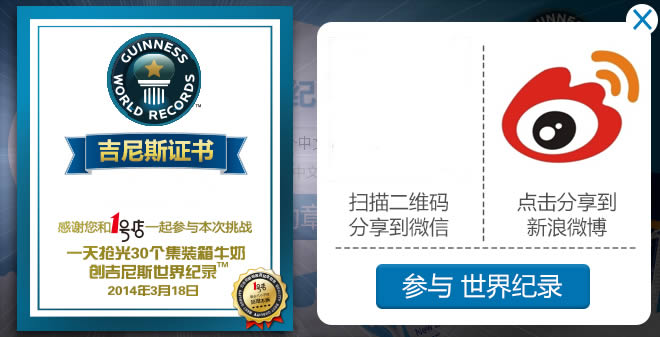 GUINNESS
WORLD RECORDS
TM
吉尼斯证书
感谢您和1号店一起参与本次挑战
一天抢光30个集装箱牛奶
创吉尼斯世界纪录™
2014年3月18日
1号店
扫描二维码
分享到微信
点击分享到
新浪微博
参与 世界纪录